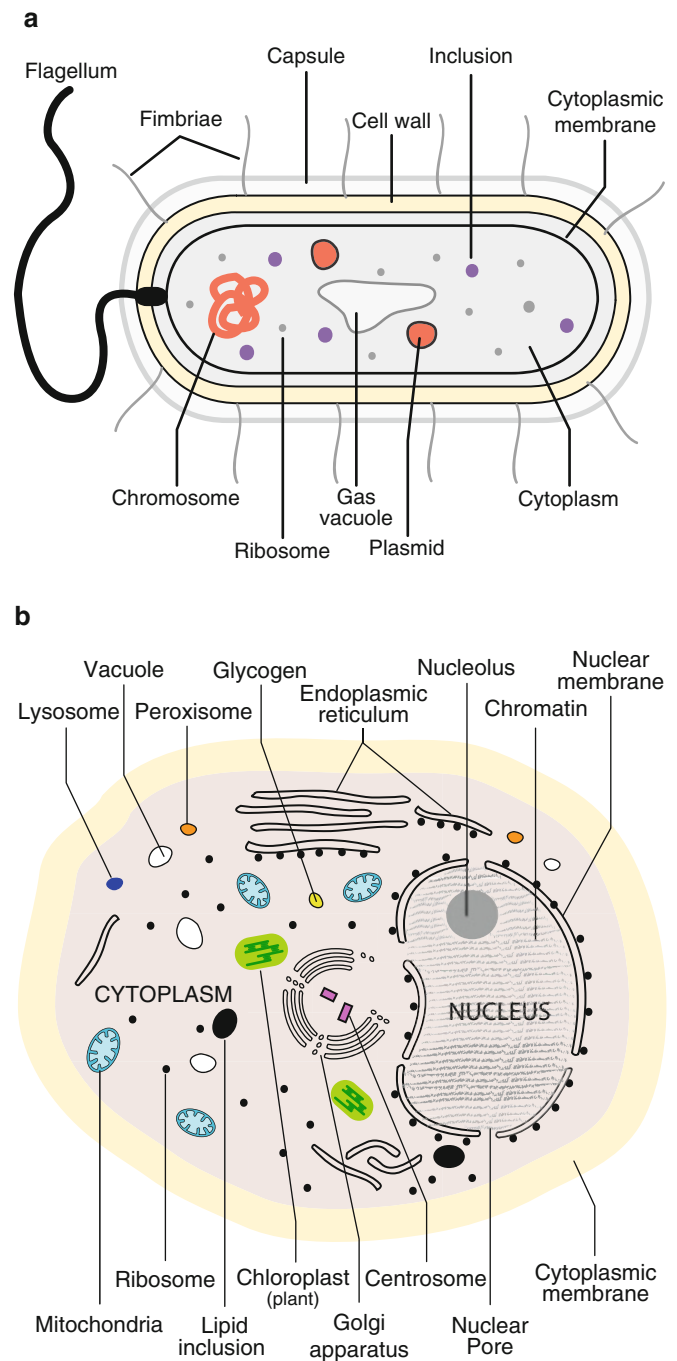 a
Flagellum
Capsule
Inclusion
Fimbriae
Cell wall
Cytoplasmic
membrane
Chromosome
Ribosome
Gas
vacuole
Plasmid
Cytoplasm
b
Vacuole
Glycogen
Nucleolus
Nuclear
membrane
Lysosome
Peroxisome
Endoplasmic
reticulum
Chromatin
CYTOPLASM
NUCLEUS
Ribosome
Chloroplast
(plant)
Centrosome
Cytoplasmic
membrane
Mitochondria
Lipid
inclusion
Golgi
apparatus
Nuclear
Pore